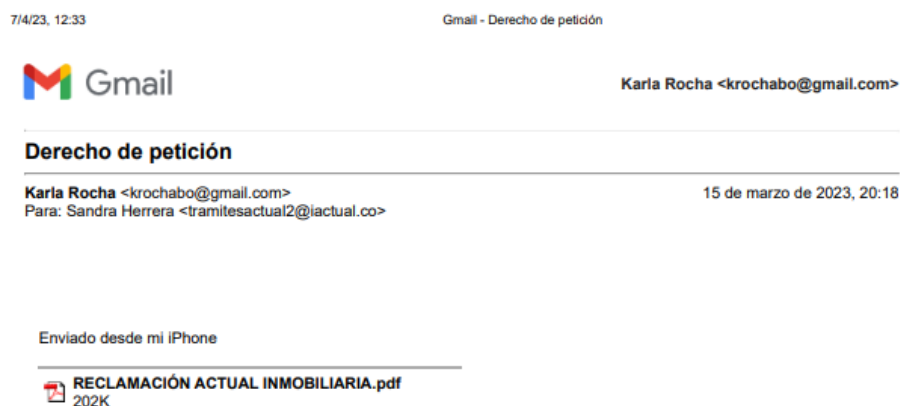 7/4/23, 12:33 Gmail - Derecho de petición
Gmail Karla Rocha <krochabo@gmail.com>
Derecho de petición
Karla Rocha <krochabo@gmail.com> 15 de marzo de 2023, 20:18
Para: Sandra Herrera <tramitesactual2@iactual.co>
Enviado desde mi iPhone
RECLAMACIÓN ACTUAL INMOBILIARIA.pdf
202K